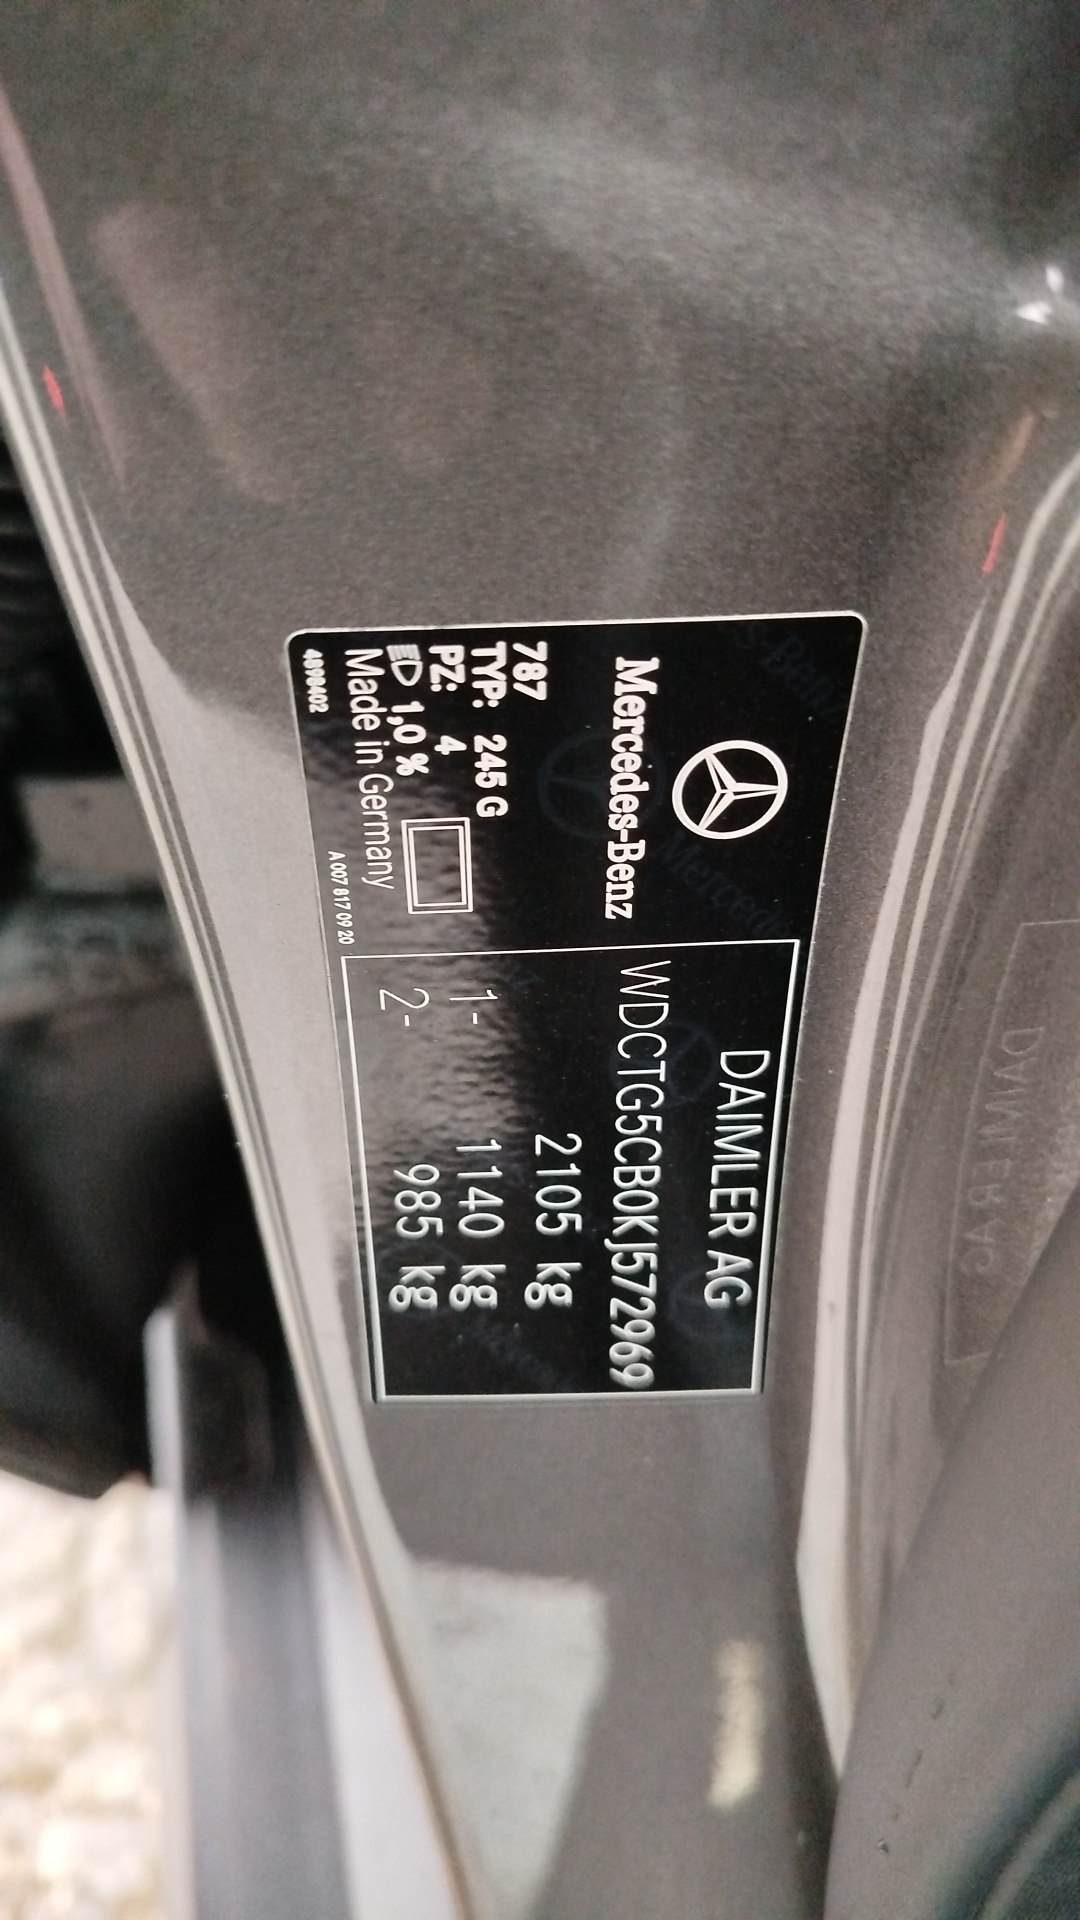 Mercedes-Benz
787
TYP: 245 G
PZ: 4
1,0 %
Made in Germany
4898402
A 007 817 09 20
DAIMLER AG
WDCTG5CB0KJ572969
2105 kg
1- 1140 kg
2- 985 kg